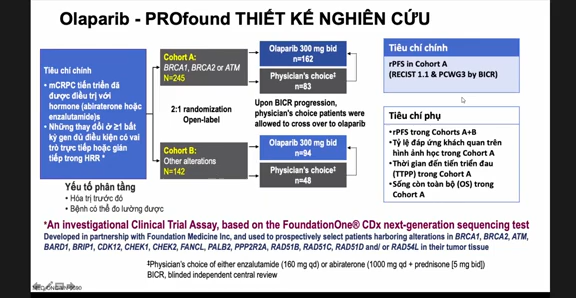 Olaparib - PROfound THIẾT KẾ NGHIÊN CỨU
Tiêu chí chính
• mCRPC tiến triển đã
được điều trị với
hormone (abiraterone hoặc
enzalutamide)s
• Những thay đổi ở ≥1 bất
kỳ gen đủ điều kiện có vai
trò trực tiếp hoặc gián
tiếp trong HRR *
Yếu tố phân tầng
• Hóa trị trước đó
• Bệnh có thể đo lường được
Cohort A:
BRCA1, BRCA2 or ATM
N=245
2:1 randomization
Open-label
Cohort B:
Other alterations
N=142
Olaparib 300 mg bid
n=162
Physician's choice‡
n=83
Upon BICR progression,
physician's choice patients were
allowed to cross over to olaparib
Olaparib 300 mg bid
n=94
Physician's choice‡
n=48
Tiêu chí chính
rPFS in Cohort A
(RECIST 1.1 & PCWG3 by BICR)
Tiêu chí phụ
• rPFS trong Cohorts A+B
• Tỷ lệ đáp ứng khách quan trên
hình ảnh học trong Cohort A
• Thời gian đến tiến triển đau
(TTPP) trong Cohort A
• Sống còn toàn bộ (OS) trong
Cohort A
*An investigational Clinical Trial Assay, based on the FoundationOne® CDx next-generation sequencing test
Developed in partnership with Foundation Medicine Inc, and used to prospectively select patients harboring alterations in BRCA1, BRCA2, ATM,
BARD1, BRIP1, CDK12, CHEK1, CHEK2, FANCL, PALB2, PPP2R2A, RAD51B, RAD51C, RAD51D and/ or RAD54L in their tumor tissue
‡Physician's choice of either enzalutamide (160 mg qd) or abiraterone (1000 mg qd + prednisone [5 mg bid])
BICR, blinded independent central review